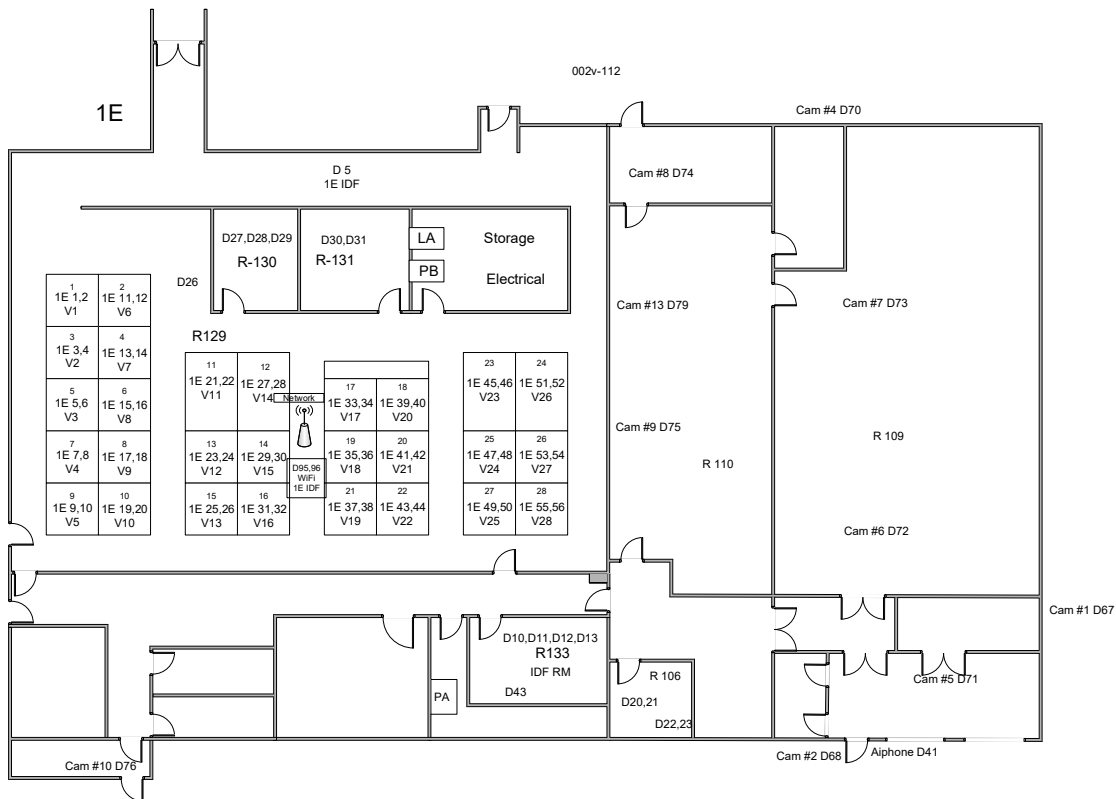 002v-112
1E
Cam #4 D70
D 5
1E IDF
Cam #8 D74
D27,D28,D29
R-130
D30,D31
R-131
LA
PB
Storage
Electrical
D26
Cam #13 D79
Cam #7 D73
R129
1
1E 1,2
V1
2
1E 11,12
V6
3
1E 3,4
V2
4
1E 13,14
V7
5
1E 5,6
V3
6
1E 15,16
V8
7
1E 7,8
V4
8
1E 17,18
V9
9
1E 9,10
V5
10
1E 19,20
V10
11
1E 21,22
V11
12
1E 27,28
V14
13
1E 23,24
V12
14
1E 29,30
V15
15
1E 25,26
V13
16
1E 31,32
V16
Network
D95,96
WiFi
1E IDF
17
1E 33,34
V17
18
1E 39,40
V20
19
1E 35,36
V18
20
1E 41,42
V21
21
1E 37,38
V19
22
1E 43,44
V22
23
1E 45,46
V23
24
1E 51,52
V26
25
1E 47,48
V24
26
1E 53,54
V27
27
1E 49,50
V25
28
1E 55,56
V28
Cam #9 D75
R 109
R 110
Cam #6 D72
Cam #1 D67
D10,D11,D12,D13
R133
IDF RM
D43
PA
R 106
D20,21
D22,23
Cam #5 D71
Cam #10 D76
Cam #2 D68
Aiphone D41